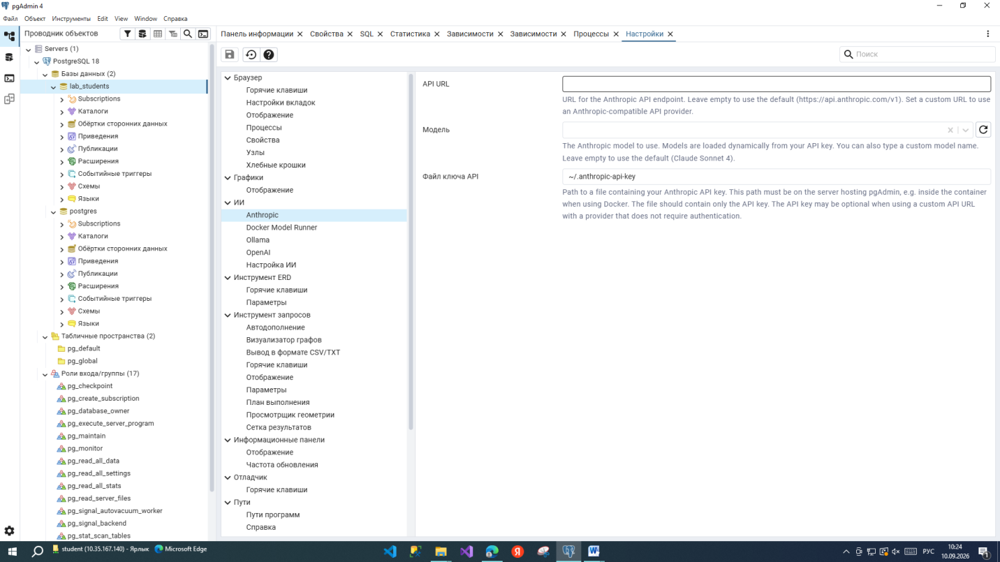 pgAdmin 4
Файл Объект Инструменты Edit View Window Справка
Проводник объектов
Панель информации Свойства SQL Статистика Зависимости Зависимости Процессы Настройки
Поиск
Servers (1)
PostgreSQL 18
Базы данных (2)
lab_students
Subscriptions
Каталоги
Обёртки сторонних данных
Приведения
Публикации
Расширения
Событийные триггеры
Схемы
Языки
postgres
Subscriptions
Каталоги
Обёртки сторонних данных
Приведения
Публикации
Расширения
Событийные триггеры
Схемы
Языки
Табличные пространства (2)
pg_default
pg_global
Роли входа/группы (17)
pg_checkpoint
pg_create_subscription
pg_database_owner
pg_execute_server_program
pg_maintain
pg_monitor
pg_read_all_data
pg_read_all_settings
pg_read_all_stats
pg_read_server_files
pg_signal_autovacuum_worker
pg_signal_backend
pg_stat_scan_tables
Браузер
Горячие клавиши
Настройки вкладок
Отображение
Процессы
Свойства
Узлы
Хлебные крошки
Графики
Отображение
ИИ
Anthropic
Docker Model Runner
Ollama
OpenAI
Настройка ИИ
Инструмент ERD
Горячие клавиши
Параметры
Инструмент запросов
Автодополнение
Визуализатор графов
Вывод в формате CSV/TXT
Горячие клавиши
Отображение
Параметры
План выполнения
Просмотрщик геометрии
Сетка результатов
Информационные панели
Отображение
Частота обновления
Отладчик
Горячие клавиши
Пути
Пути программ
Справка
API URL
URL for the Anthropic API endpoint. Leave empty to use the default (https://api.anthropic.com/v1). Set a custom URL to use
an Anthropic-compatible API provider.
Модель
The Anthropic model to use. Models are loaded dynamically from your API key. You can also type a custom model name.
Leave empty to use the default (Claude Sonnet 4).
Файл ключа API
~/.anthropic-api-key
Path to a file containing your Anthropic API key. This path must be on the server hosting pgAdmin, e.g. inside the container
when using Docker. The file should contain only the API key. The API key may be optional when using a custom API URL
with a provider that does not require authentication.
student (10.35.167.140) - Ярлык Microsoft Edge
РУС
10:24
10.09.2026
1